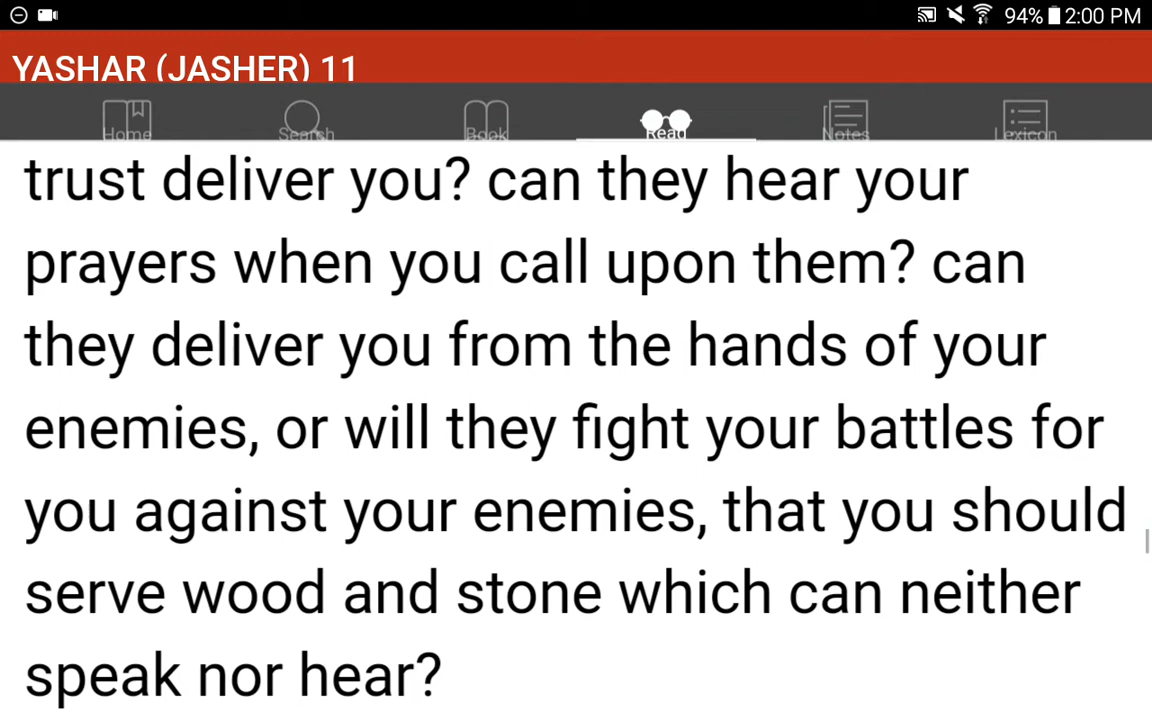 94% 2:00 PM
YASHAR (JASHER) 11
Home Search Book Read Notes Lexicon
trust deliver you? can they hear your
prayers when you call upon them? can
they deliver you from the hands of your
enemies, or will they fight your battles for
you against your enemies, that you should
serve wood and stone which can neither
speak nor hear?